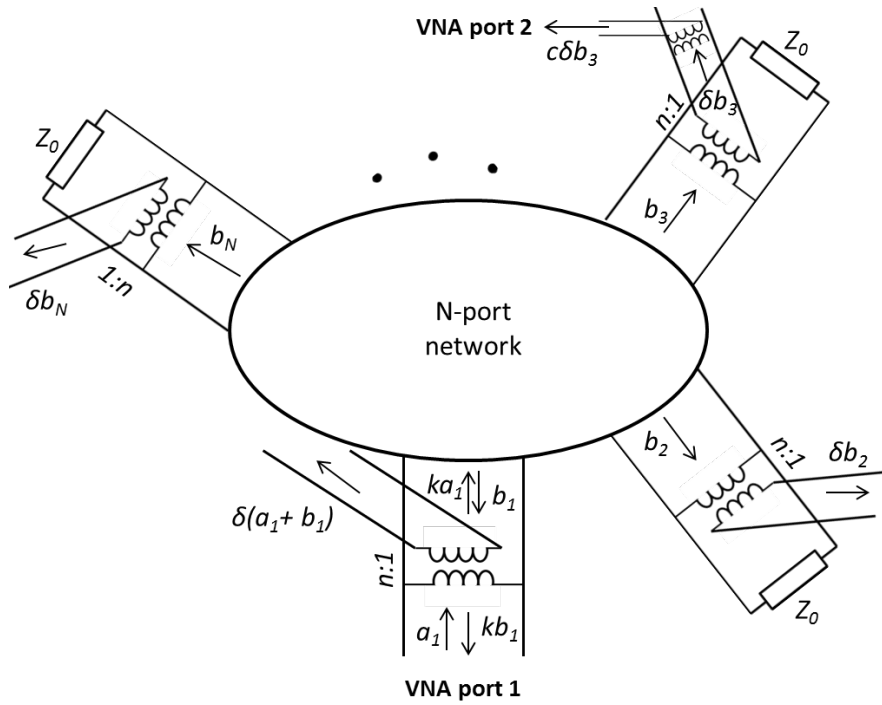 VNA port 2
cδb3
Z0
n:1
δb3
b3
Z0
bN
1:n
δbN
N-port
network
b2
n:1
δb2
Z0
ka1
b1
δ(a1+ b1)
n:1
a1
kb1
VNA port 1